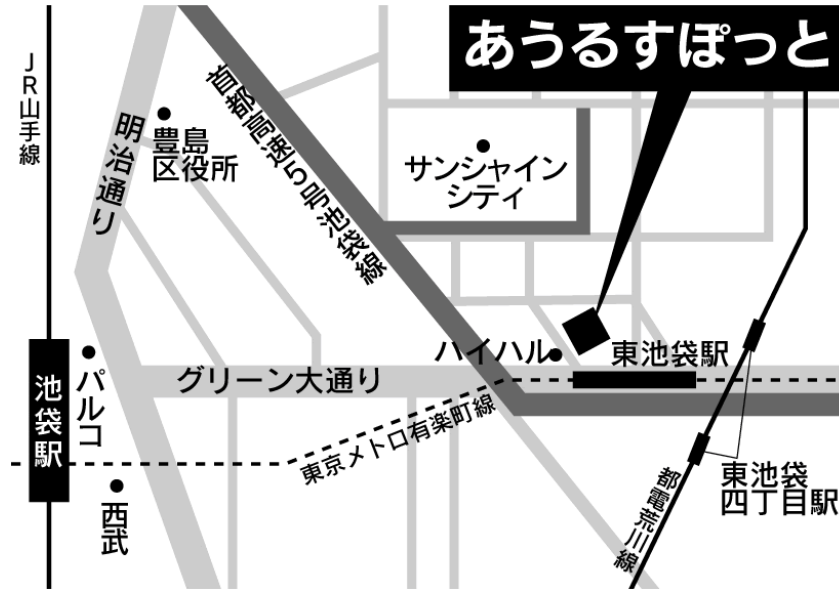 あうるすぽっと
JR山手線
明治通り
豊島
区役所
首都高速5号池袋線
サンシャイン
シティ
ハイハル
東池袋駅
グリーン大通り
パルコ
池袋駅
東京メトロ有楽町線
西武
東池袋
四丁目駅
都電荒川線